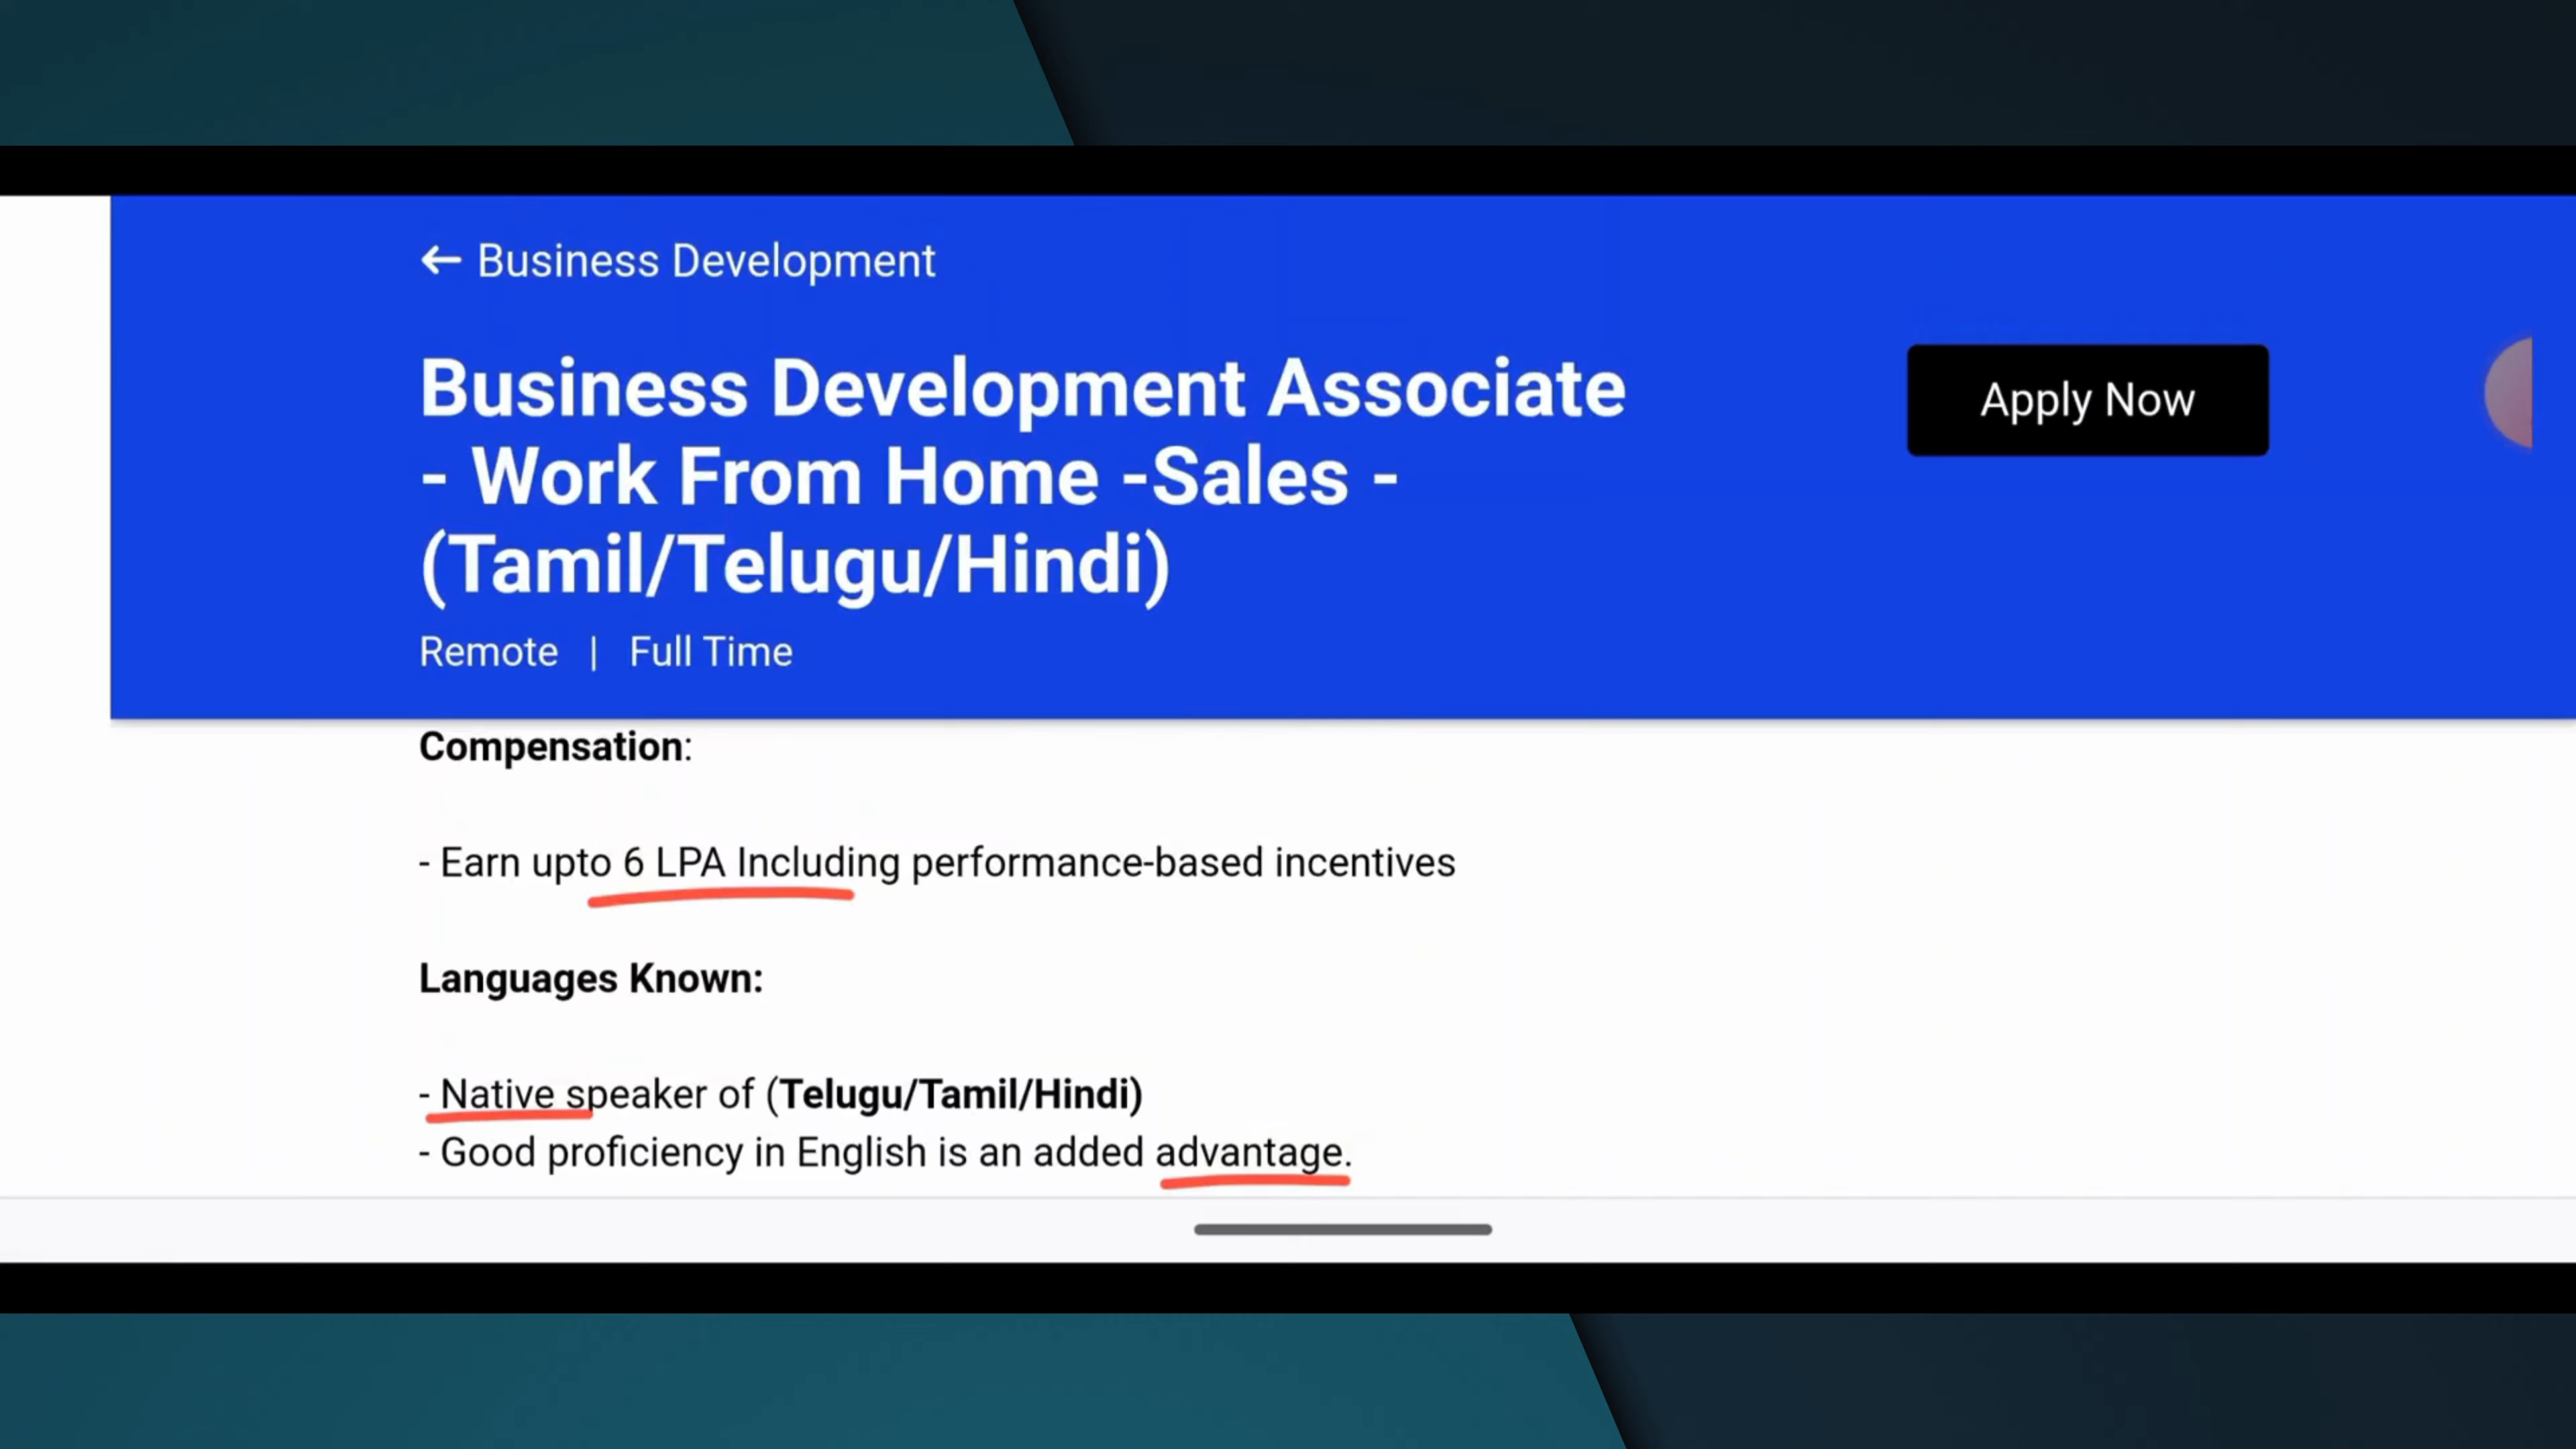 ← Business Development
Business Development Associate
- Work From Home -Sales -
(Tamil/Telugu/Hindi)
Apply Now
Remote | Full Time
Compensation:
- Earn upto 6 LPA Including performance-based incentives
Languages Known:
- Native speaker of (Telugu/Tamil/Hindi)
- Good proficiency in English is an added advantage.